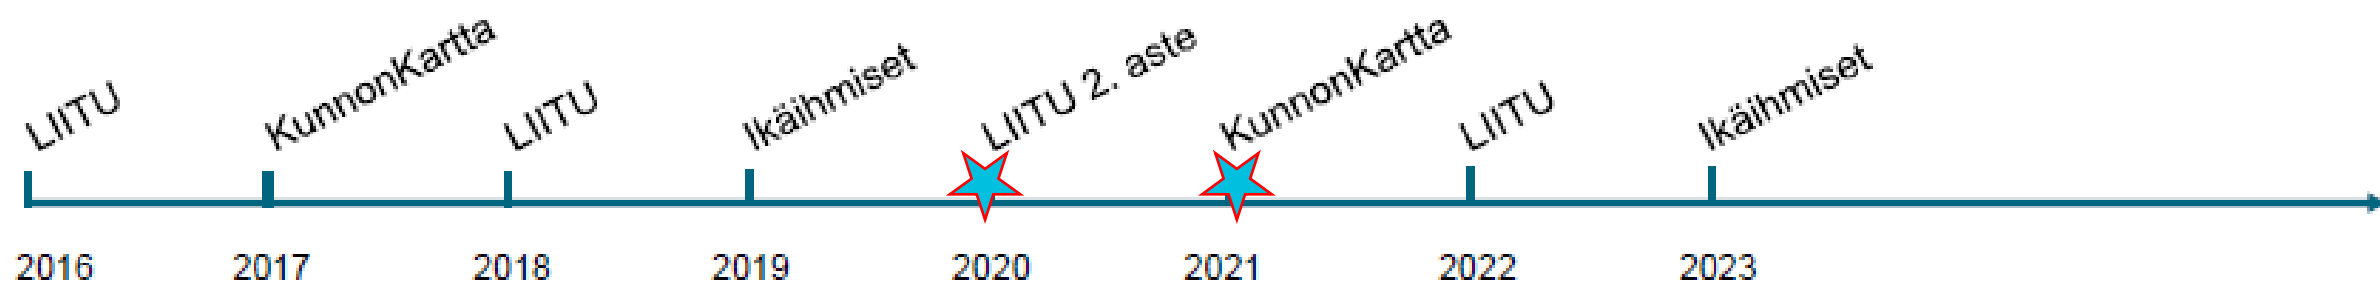 LIITU KunnonKartta LIITU Ikäihmiset LIITU 2. aste KunnonKartta LIITU Ikäihmiset
2016 2017 2018 2019 2020 2021 2022 2023